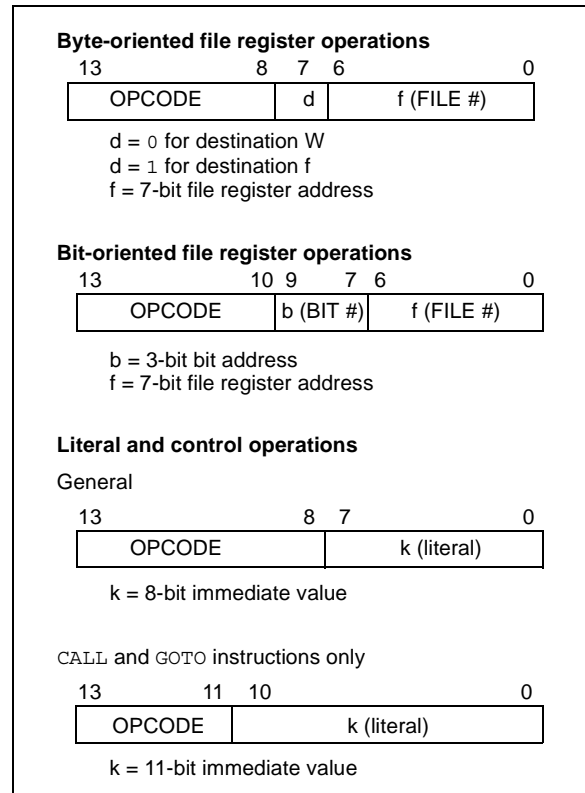 Byte-oriented file register operations
13 8 7 6 0
OPCODE d f (FILE #)
d = 0 for destination W
d = 1 for destination f
f = 7-bit file register address
Bit-oriented file register operations
13 10 9 7 6 0
OPCODE b (BIT #) f (FILE #)
b = 3-bit bit address
f = 7-bit file register address
Literal and control operations
General
13 8 7 0
OPCODE k (literal)
k = 8-bit immediate value
CALL and GOTO instructions only
13 11 10 0
OPCODE k (literal)
k = 11-bit immediate value